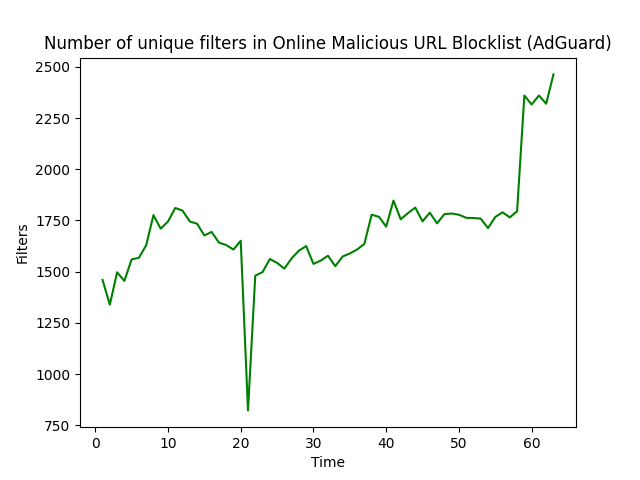 Number of unique filters in Online Malicious URL Blocklist (AdGuard)
2500
2250
2000
1750
1500
1250
1000
750
Filters
0 10 20 30 40 50 60
Time